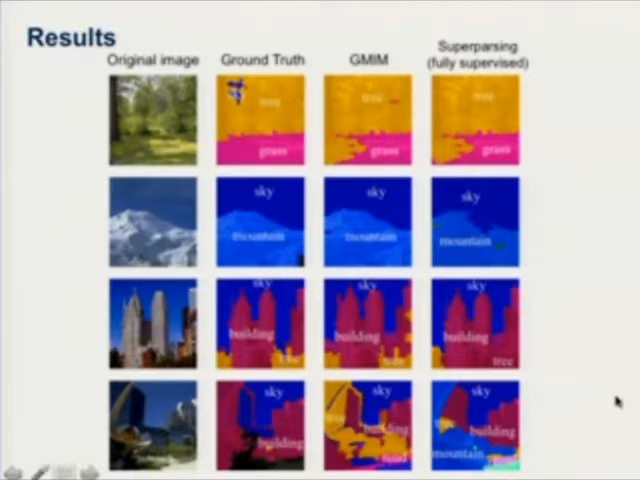 Results
Original image
Ground Truth
GMIM
Superparsing
(fully supervised)
tree
tree
tree
grass
grass
grass
sky
sky
sky
mountain
mountain
mountain
sky
sky
sky
building
building
building
tree
sky
sky
sky
building
building
building
mountain